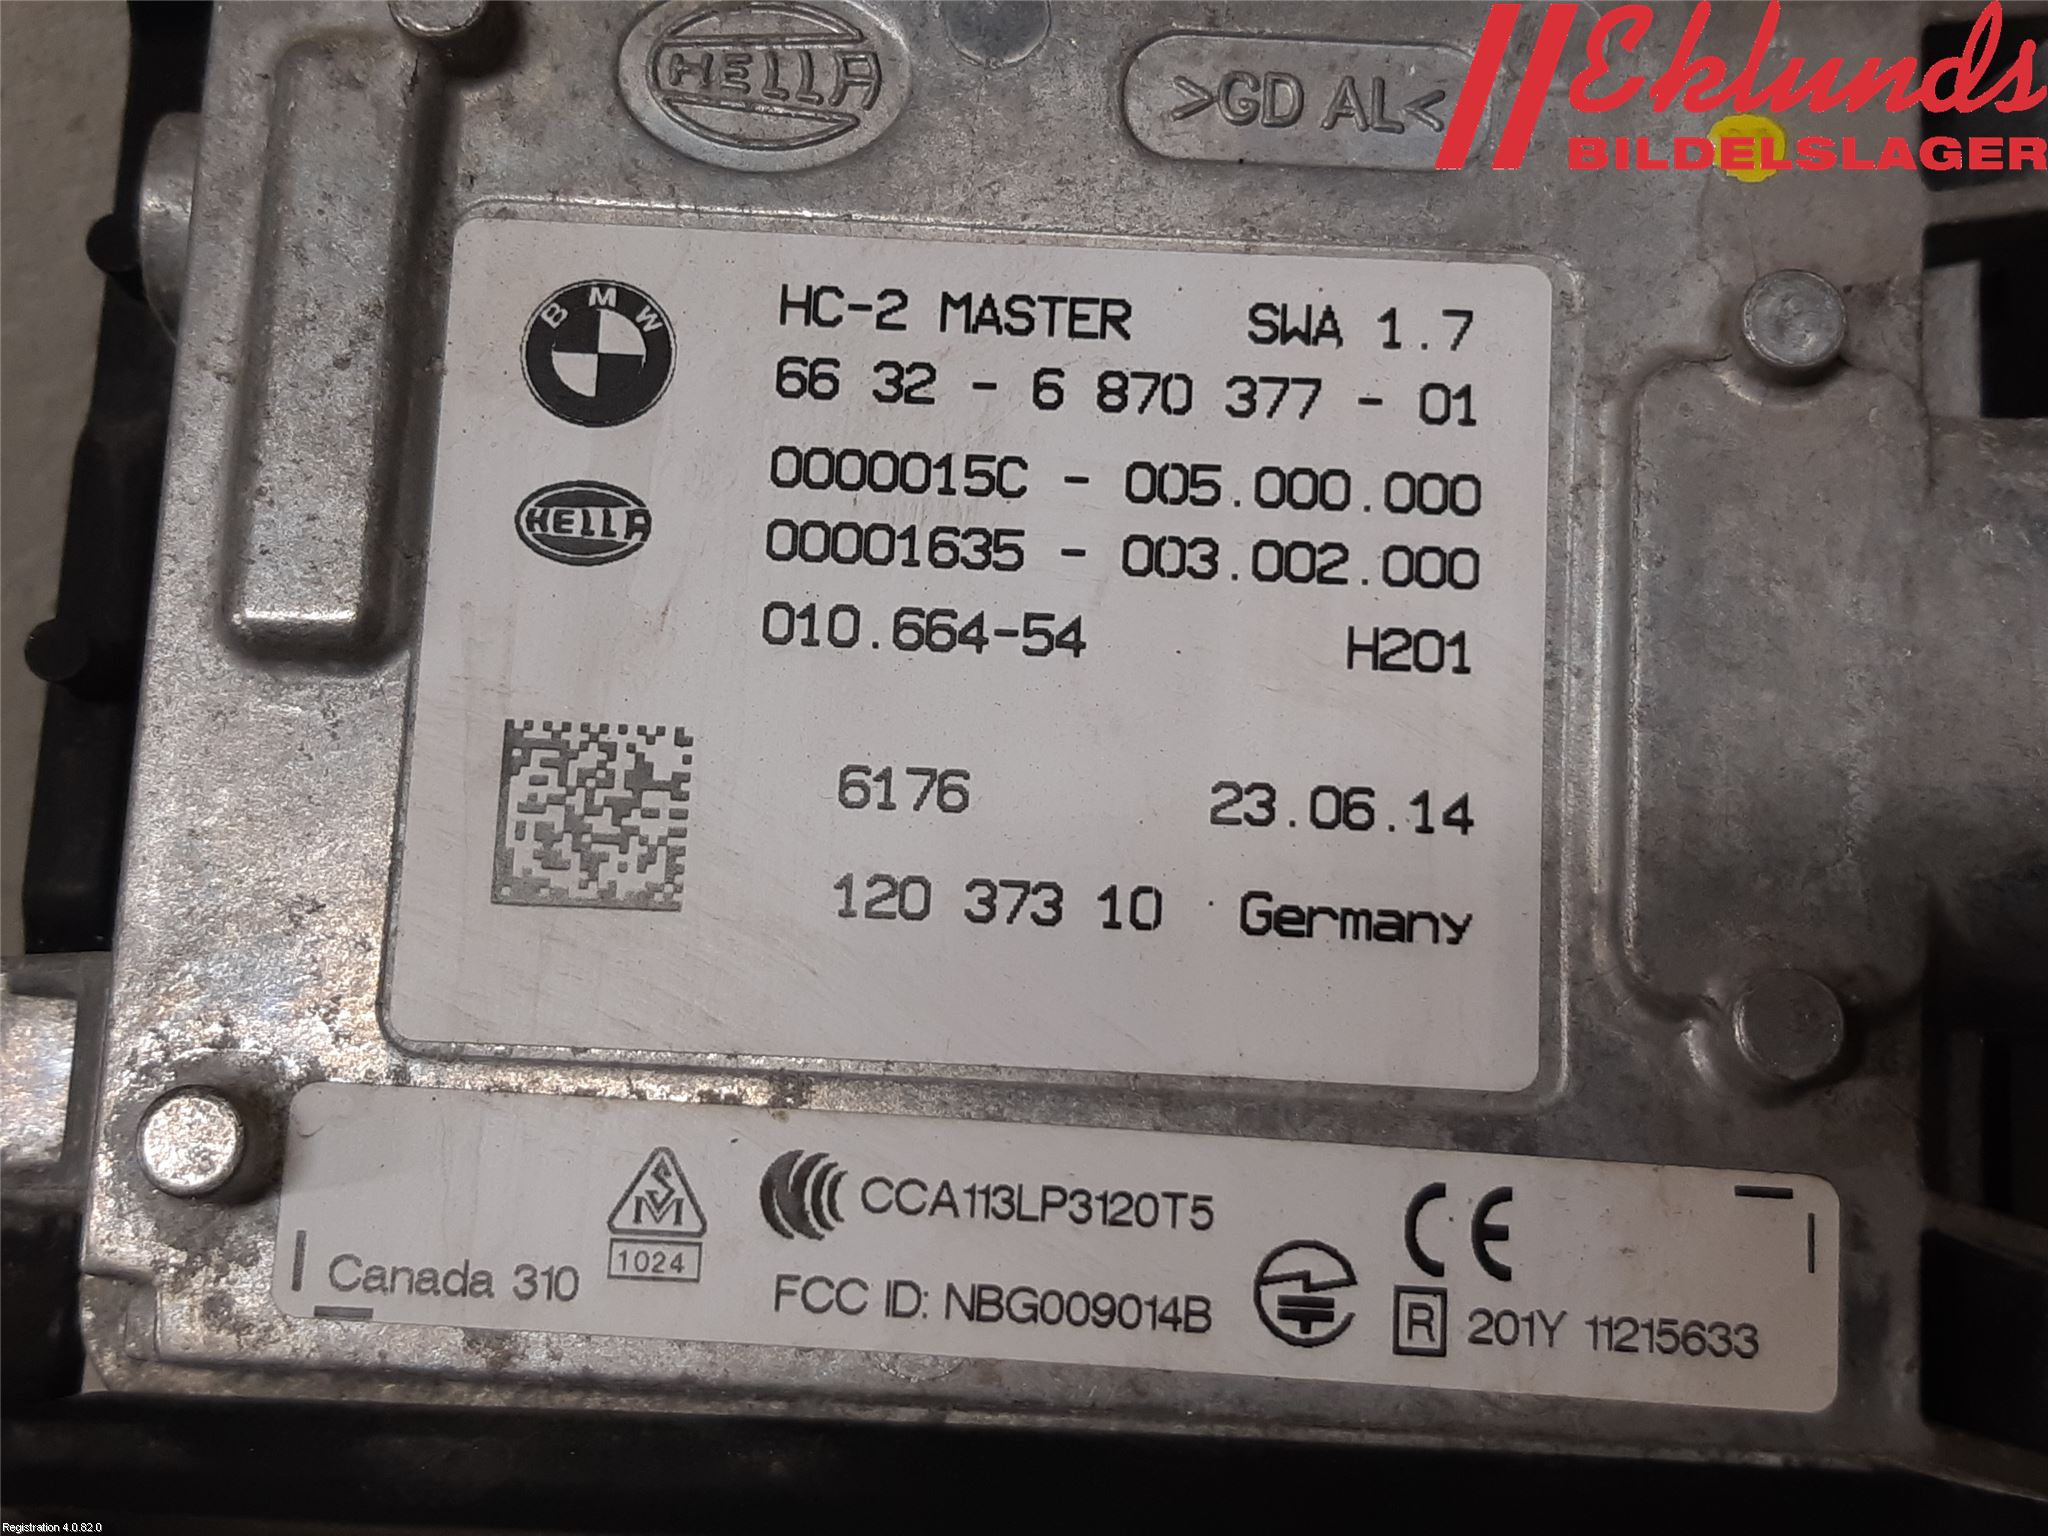 HELLA
>GD AL<
Eklunds
BILDELSLAGER
BMW
HC-2 MASTER SWA 1.7
66 32 - 6 870 377 - 01
0000015C - 005.000.000
HELLA
00001635 - 003.002.000
010.664-54 H201
6176 23.06.14
120 373 10 Germany
CCA113LP3120T5
CE
SM
1024
Canada 310
FCC ID: NBG009014B
R 201Y 11215633
Registration 4.0.82.0